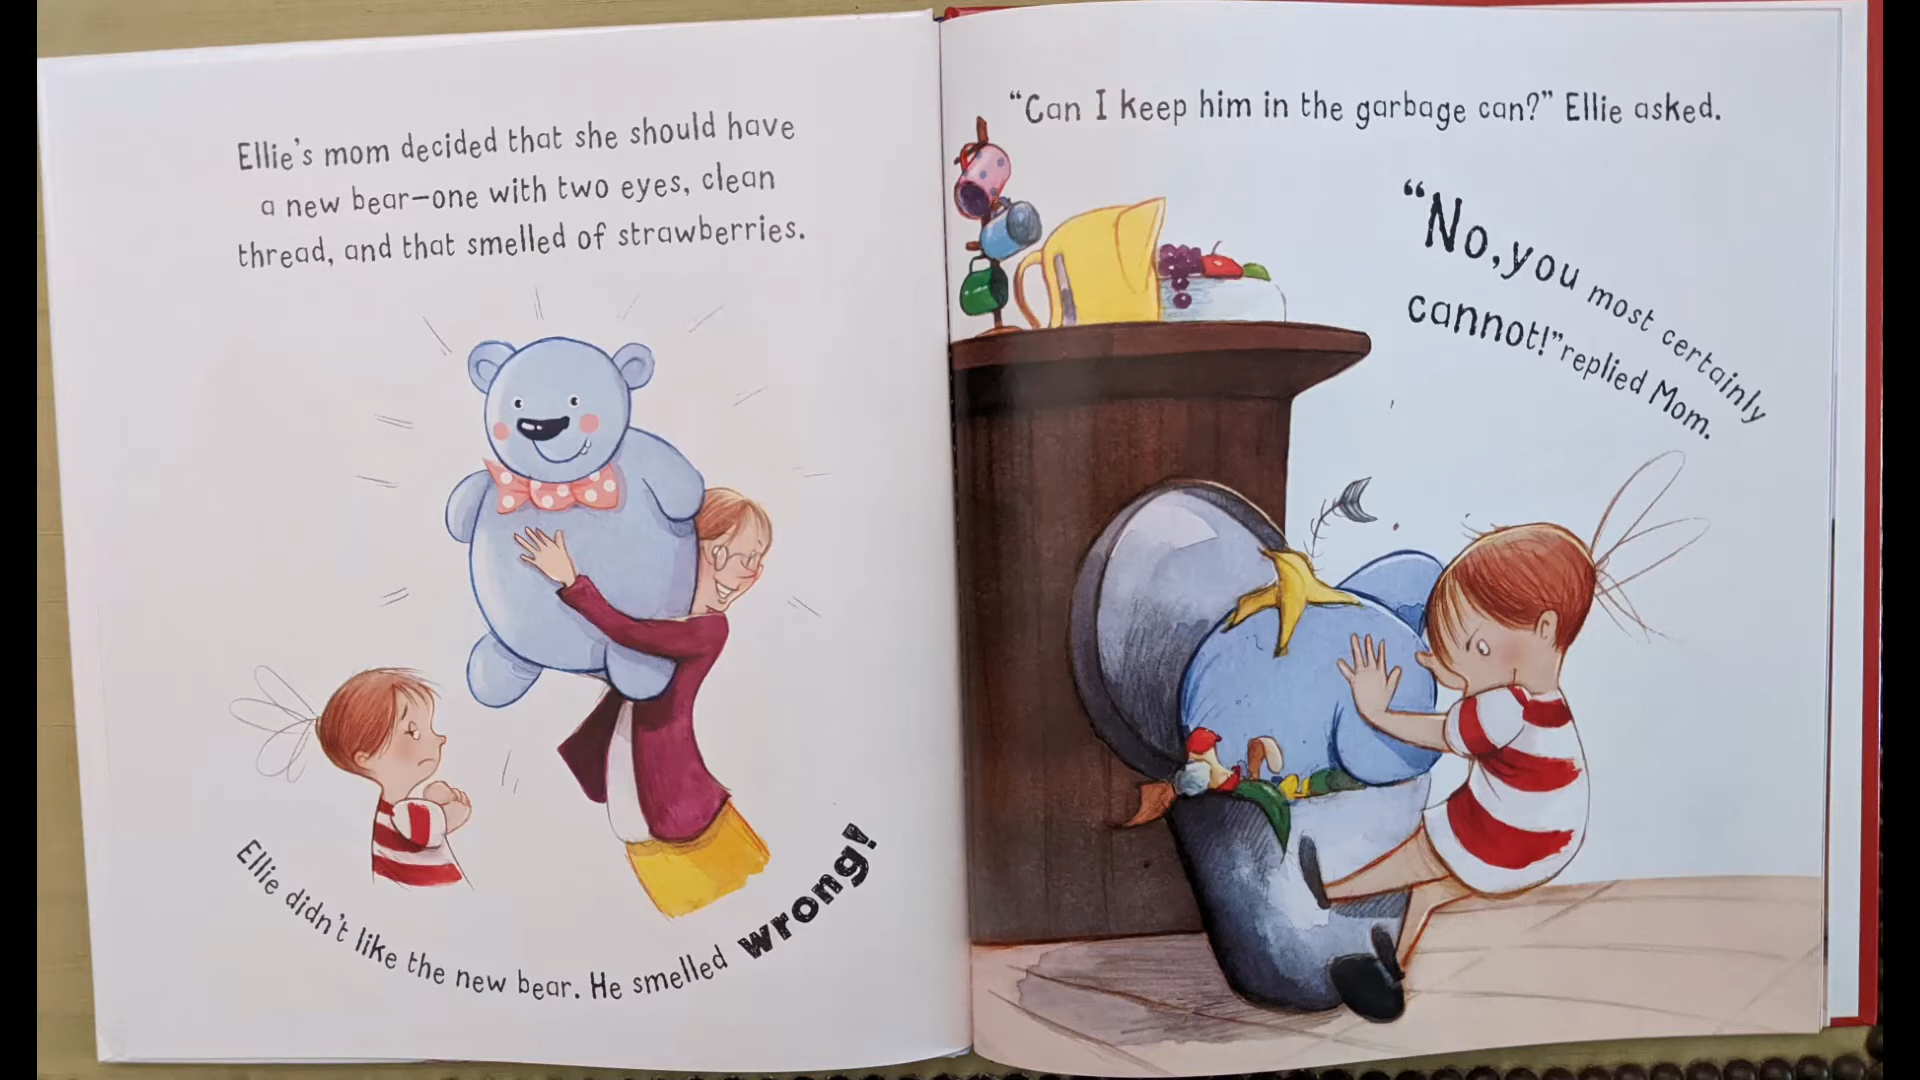 Ellie's mom decided that she should have
a new bear—one with two eyes, clean
thread, and that smelled of strawberries.
Ellie didn't like the new bear. He smelled wrong!
“Can I keep him in the garbage can?” Ellie asked.
“No, you most certainly
cannot!” replied Mom.